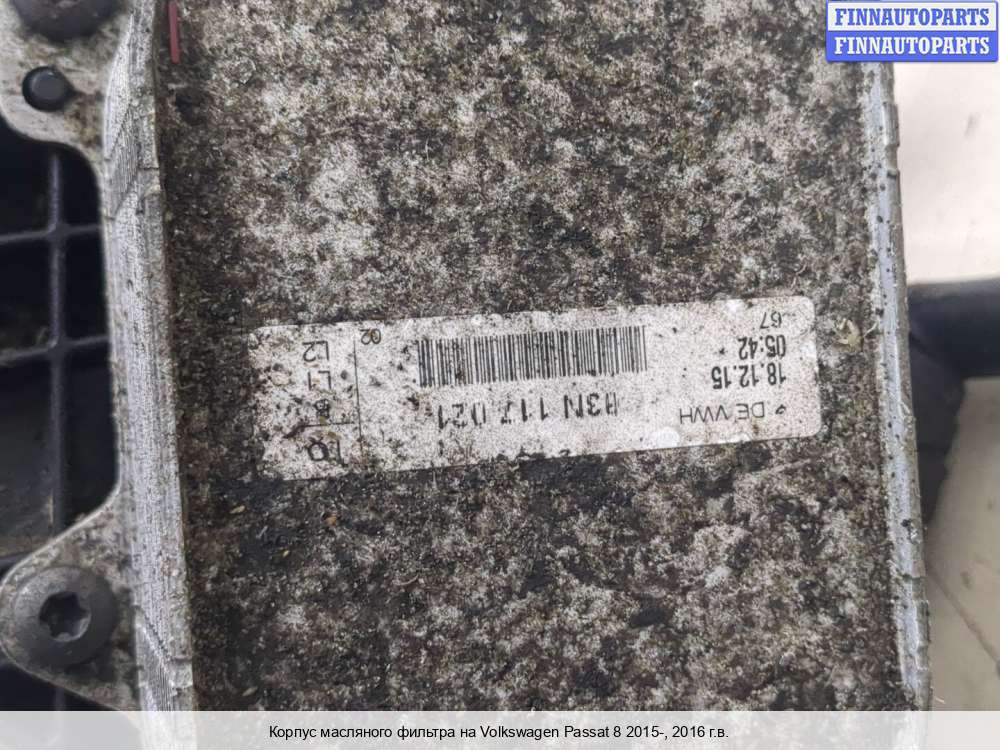 FINNAUTOPARTS
FINNAUTOPARTS
DE VWH
18.12.15
05:42
67
117 021
02
L2 L1 B
Корпус масляного фильтра на Volkswagen Passat 8 2015-, 2016 г.в.